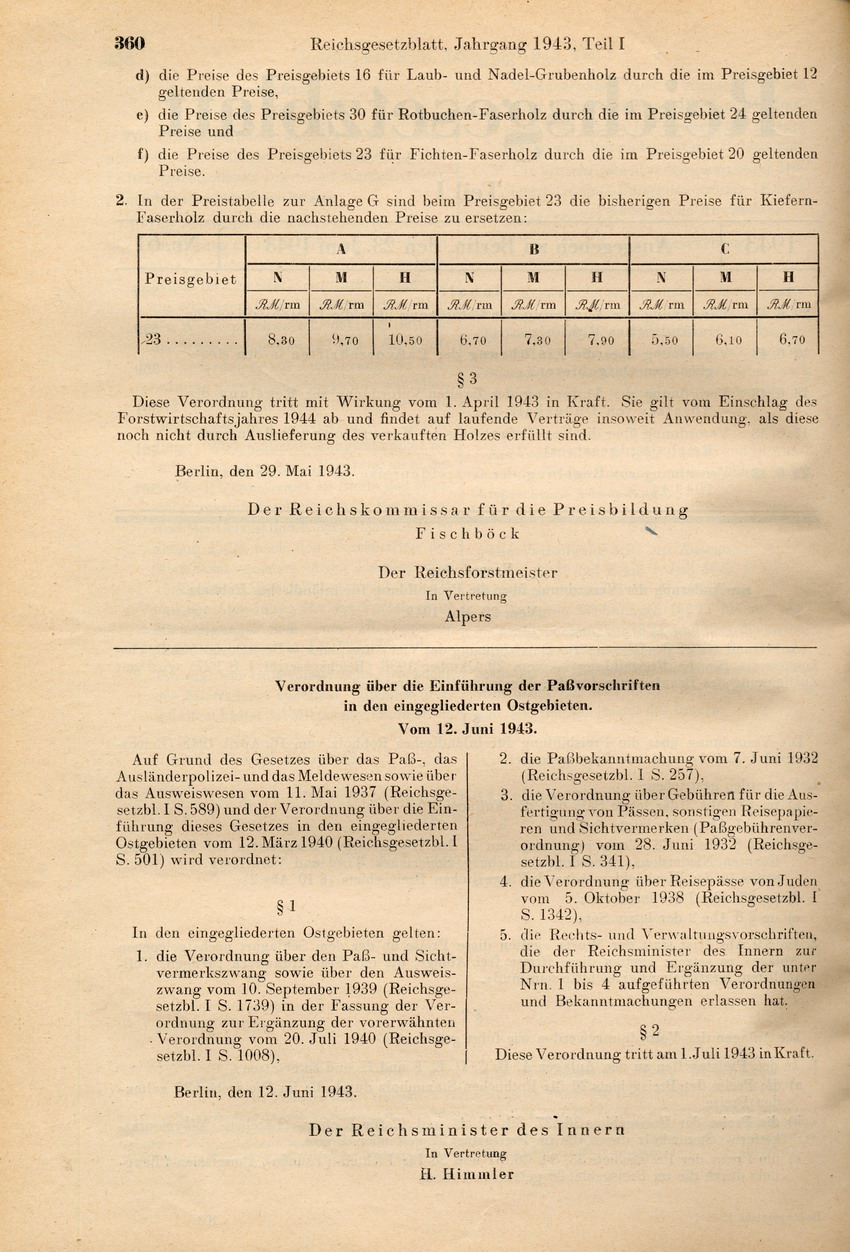 360
Reichsgesetzblatt, Jahrgang 1943, Teil I
d) die Preise des Preisgebiets 16 für Laub- und Nadel-Grubenholz durch die im Preisgebiet 12
geltenden Preise,
e) die Preise des Preisgebiets 30 für Rotbuchen-Faserholz durch die im Preisgebiet 24 geltenden
Preise und
f) die Preise des Preisgebiets 23 für Fichten-Faserholz durch die im Preisgebiet 20 geltenden
Preise.
2. In der Preistabelle zur Anlage G sind beim Preisgebiet 23 die bisherigen Preise für Kiefern-
Faserholz durch die nachstehenden Preise zu ersetzen:
Preisgebiet A B C
N M H N M H N M H
RM/rm RM/rm RM/rm RM/rm RM/rm RM/rm RM/rm RM/rm RM/rm
23 ......... 8,30 9,70 10,50 6,70 7,30 7,90 5,50 6,10 6,70
§ 3
Diese Verordnung tritt mit Wirkung vom 1. April 1943 in Kraft. Sie gilt vom Einschlag des
Forstwirtschaftsjahres 1944 ab und findet auf laufende Verträge insoweit Anwendung, als diese
noch nicht durch Auslieferung des verkauften Holzes erfüllt sind.
Berlin, den 29. Mai 1943.
Der Reichskommissar für die Preisbildung
Fischböck
Der Reichsforstmeister
In Vertretung
Alpers
Verordnung über die Einführung der Paßvorschriften
in den eingegliederten Ostgebieten.
Vom 12. Juni 1943.
Auf Grund des Gesetzes über das Paß-, das
Ausländerpolizei- und das Meldewesen sowie über
das Ausweiswesen vom 11. Mai 1937 (Reichsge-
setzbl. I S. 589) und der Verordnung über die Ein-
führung dieses Gesetzes in den eingegliederten
Ostgebieten vom 12. März 1940 (Reichsgesetzbl. I
S. 501) wird verordnet:
§ 1
In den eingegliederten Ostgebieten gelten:
1. die Verordnung über den Paß- und Sicht-
vermerkszwang sowie über den Ausweis-
zwang vom 10. September 1939 (Reichsge-
setzbl. I S. 1739) in der Fassung der Ver-
ordnung zur Ergänzung der vorerwähnten
Verordnung vom 20. Juli 1940 (Reichsge-
setzbl. I S. 1008),
2. die Paßbekanntmachung vom 7. Juni 1932
(Reichsgesetzbl. I S. 257),
3. die Verordnung über Gebühren für die Aus-
fertigung von Pässen, sonstigen Reisepapie-
ren und Sichtvermerken (Paßgebührenver-
ordnung) vom 28. Juni 1932 (Reichsge-
setzbl. I S. 341),
4. die Verordnung über Reisepässe von Juden
vom 5. Oktober 1938 (Reichsgesetzbl. I
S. 1342),
5. die Rechts- und Verwaltungsvorschriften,
die der Reichsminister des Innern zur
Durchführung und Ergänzung der unter
Nrn. 1 bis 4 aufgeführten Verordnungen
und Bekanntmachungen erlassen hat.
§ 2
Diese Verordnung tritt am 1. Juli 1943 in Kraft.
Berlin, den 12. Juni 1943.
Der Reichsminister des Innern
In Vertretung
H. Himmler